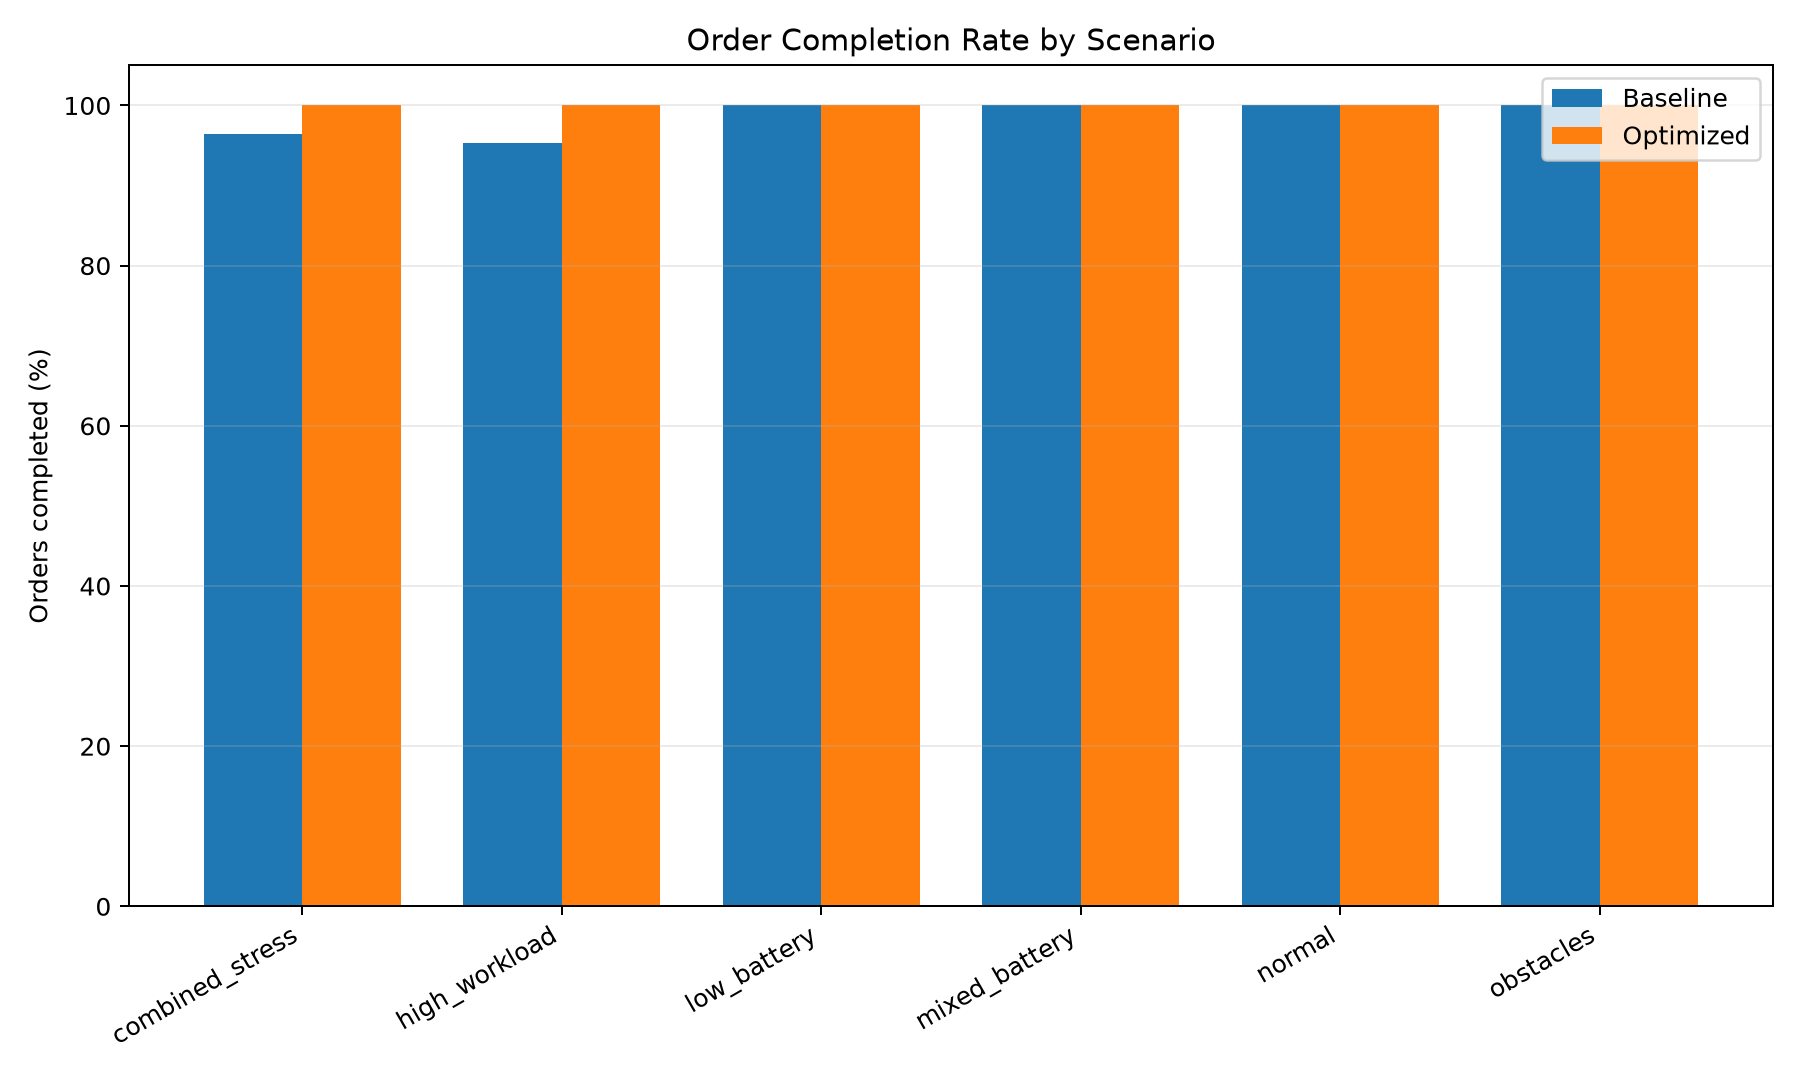 Order Completion Rate by Scenario
Baseline
Optimized
Orders completed (%)
100
80
60
40
20
0
combined_stress
high_workload
low_battery
mixed_battery
normal
obstacles